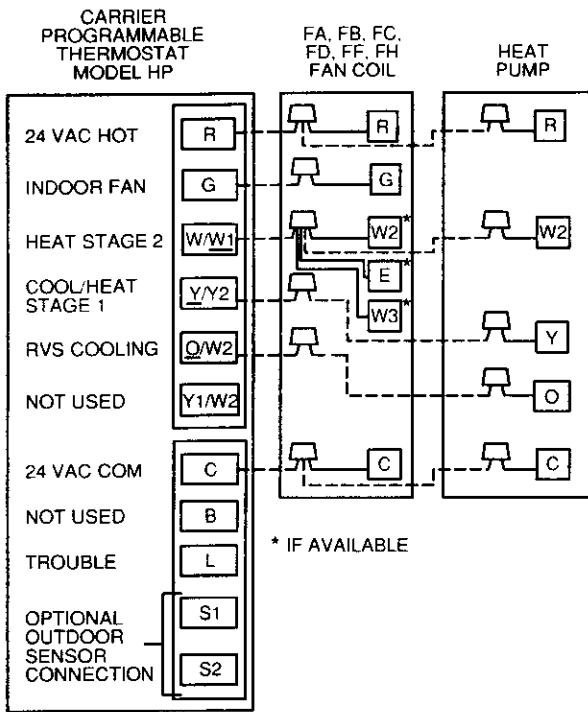 CARRIER
PROGRAMMABLE
THERMOSTAT
MODEL HP
FA, FB, FC,
FD, FF, FH
FAN COIL
HEAT
PUMP
24 VAC HOT R R R
INDOOR FAN G G
HEAT STAGE 2 W/W1 W2* W2
E*
W3*
COOL/HEAT
STAGE 1 Y/Y2 Y
RVS COOLING O/W2 O
NOT USED Y1/W2
24 VAC COM C C C
NOT USED B
* IF AVAILABLE
TROUBLE L
OPTIONAL
OUTDOOR
SENSOR
CONNECTION
S1
S2